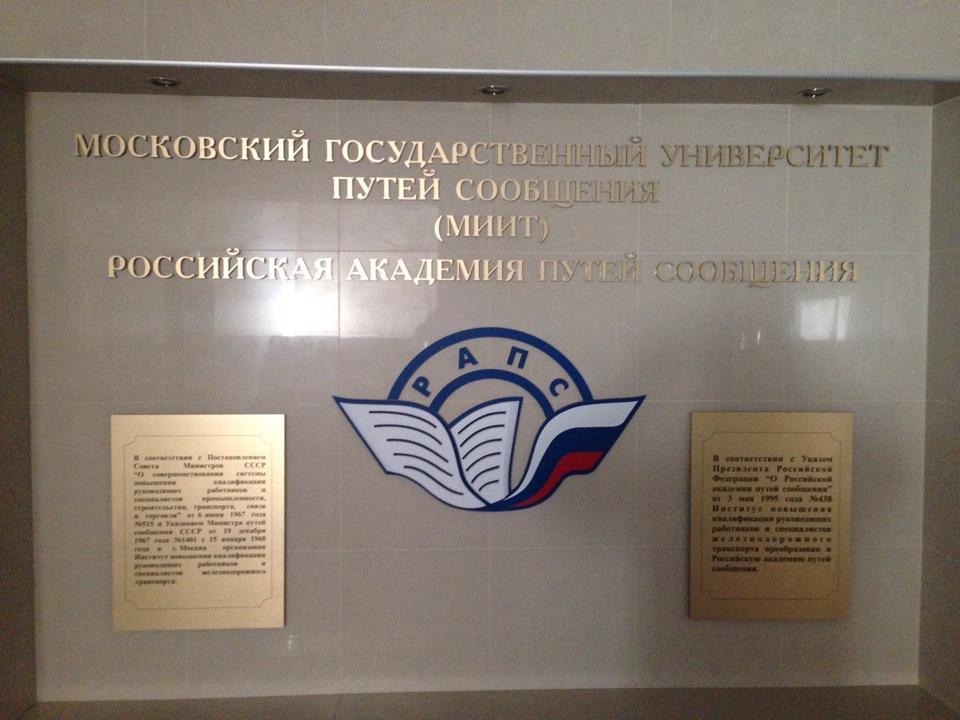 МОСКОВСКИЙ ГОСУДАРСТВЕННЫЙ УНИВЕРСИТЕТ
ПУТЕЙ СООБЩЕНИЯ
(МИИТ)
РОССИЙСКАЯ АКАДЕМИЯ ПУТЕЙ СООБЩЕНИЯ
РАПС
В соответствии с Постановлением
Совета Министров СССР
"О совершенствовании системы
повышения квалификации
руководящих работников и
специалистов промышленности,
строительства, транспорта, связи
и торговли" от 6 июня 1967 года
№515 и Указанием Министра путей
сообщения СССР от 19 декабря
1967 года №1401 с 15 января 1968
года в г. Москве организован
Институт повышения квалификации
руководящих работников и
специалистов железнодорожного
транспорта.
В соответствии с Указом
Президента Российской
Федерации "О Российской
академии путей сообщения"
от 3 мая 1995 года №438
Институт повышения
квалификации руководящих
работников и специалистов
железнодорожного
транспорта преобразован в
Российскую академию путей
сообщения.